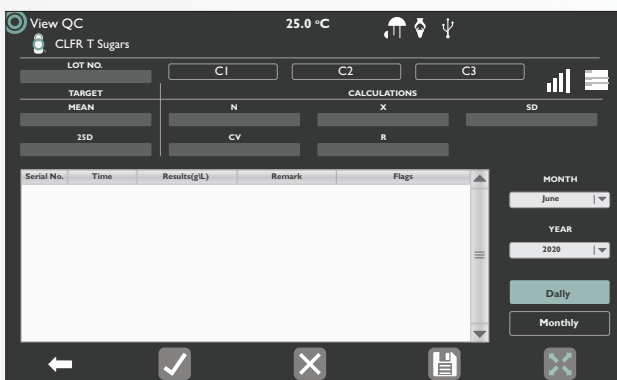 View QC
25.0 °C
CLFR T Sugars
LOT NO.
C1 C2 C3
TARGET
CALCULATIONS
MEAN N X SD
25D CV R
Serial No. Time Results(g\L) Remark Flags
MONTH
June
YEAR
2020
Dally
Monthly